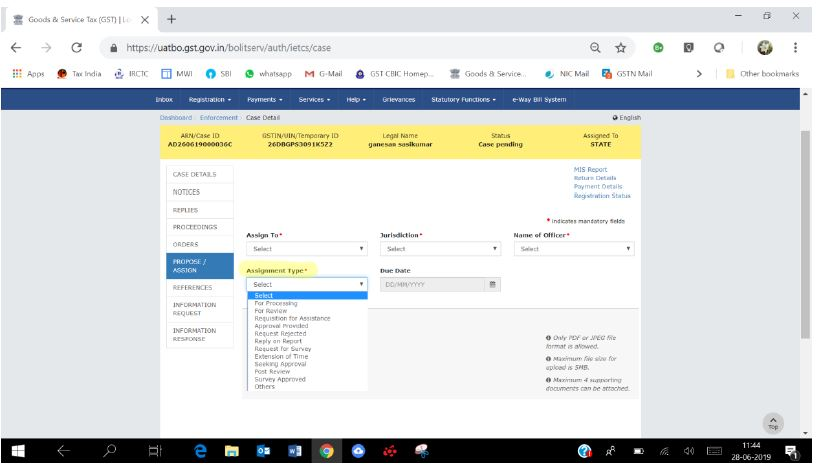 Goods & Service Tax (GST) | Lo
https://uatbo.gst.gov.in/bolitserv/auth/ietcs/case
Apps Tax India IRCTC MWI SBI whatsapp G-Mail GST CBIC Homep... Goods & Service... NIC Mail GSTN Mail Other bookmarks
Inbox Registration Payments Services Help Grievances Statutory Functions e-Way Bill System
Dashboard Enforcement Case Detail English
ARN/Case ID GSTIN/UIN/Temporary ID Legal Name Status Assigned To
AD260619000036C 26DBGPS3091K5Z2 ganesan sasikumar Case pending STATE
CASE DETAILS
NOTICES
REPLIES
PROCEEDINGS
ORDERS
PROPOSE /
ASSIGN
REFERENCES
INFORMATION
REQUEST
INFORMATION
RESPONSE
MIS Report
Return Details
Payment Details
Registration Status
* indicates mandatory fields
Assign To* Jurisdiction* Name of Officer*
Select Select Select
Assignment Type* Due Date
Select DD/MM/YYYY
Select
For Processing
For Review
Requisition for Assistance
Approval Provided
Request Rejected
Reply on Report
Request for Survey
Extension of Time
Seeking Approval
Post Review
Survey Approved
Others
Only PDF or JPEG file
format is allowed.
Maximum file size for
upload is 5MB.
Maximum 4 supporting
documents can be attached.
Top
11:44
28-06-2019